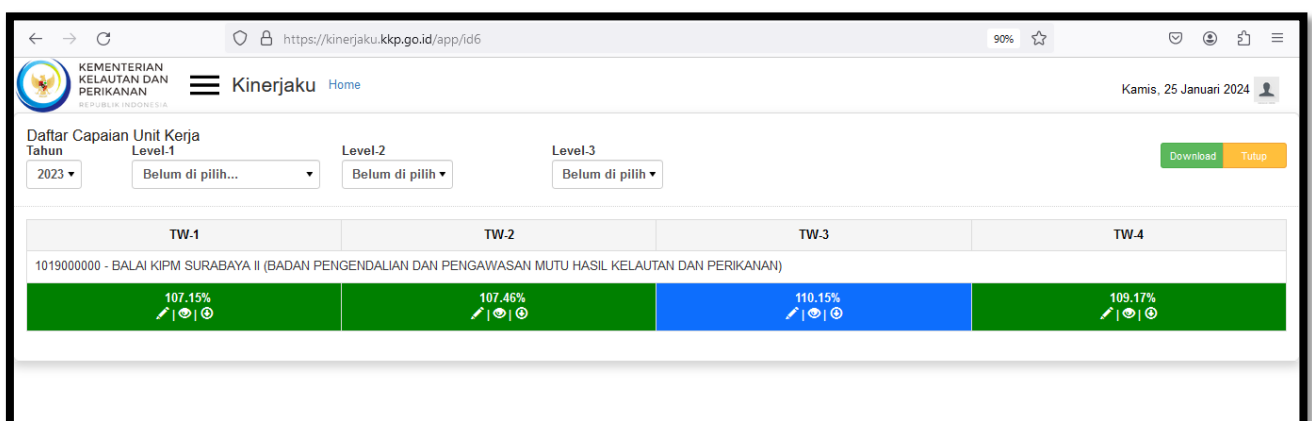 https://kinerjaku.kkp.go.id/app/id6
90%
KEMENTERIAN
KELAUTAN DAN
PERIKANAN
REPUBLIK INDONESIA
Kinerjaku Home
Kamis, 25 Januari 2024
Daftar Capaian Unit Kerja
Tahun Level-1 Level-2 Level-3
2023 Belum di pilih... Belum di pilih Belum di pilih
Download Tutup
TW-1 TW-2 TW-3 TW-4
1019000000 - BALAI KIPM SURABAYA II (BADAN PENGENDALIAN DAN PENGAWASAN MUTU HASIL KELAUTAN DAN PERIKANAN)
107.15% 107.46% 110.15% 109.17%